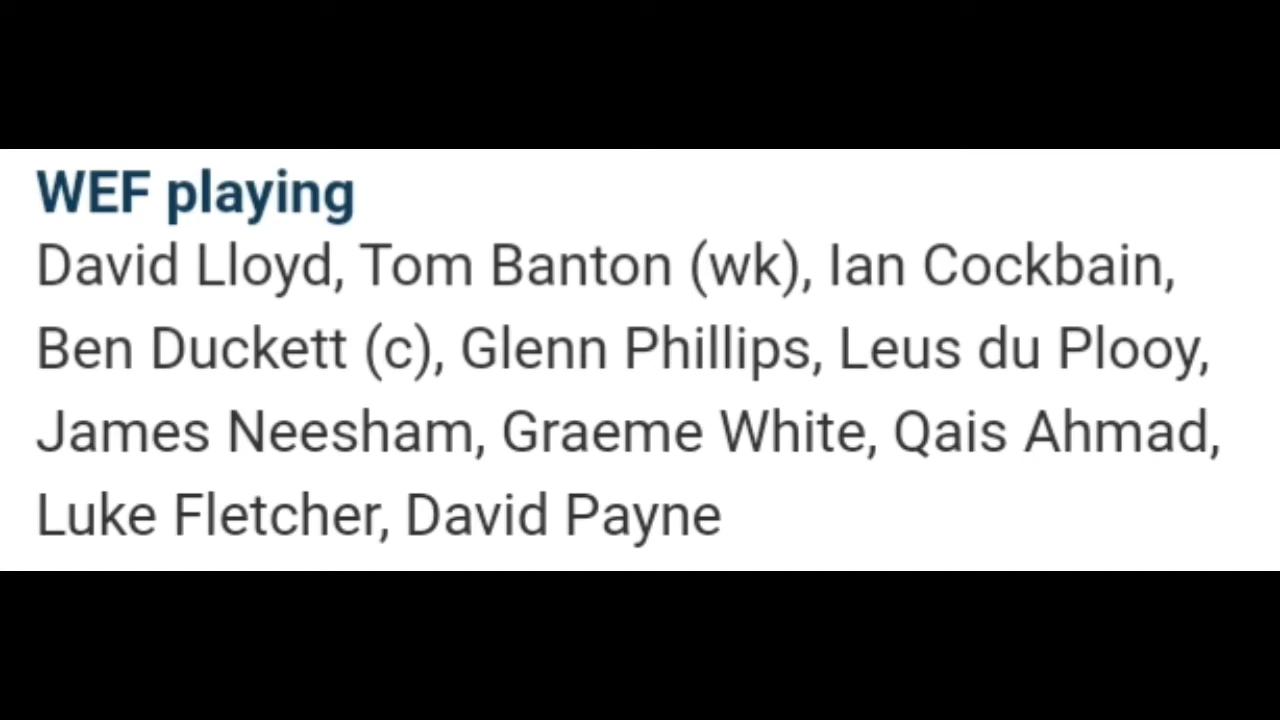 WEF playing
David Lloyd, Tom Banton (wk), Ian Cockbain,
Ben Duckett (c), Glenn Phillips, Leus du Plooy,
James Neesham, Graeme White, Qais Ahmad,
Luke Fletcher, David Payne